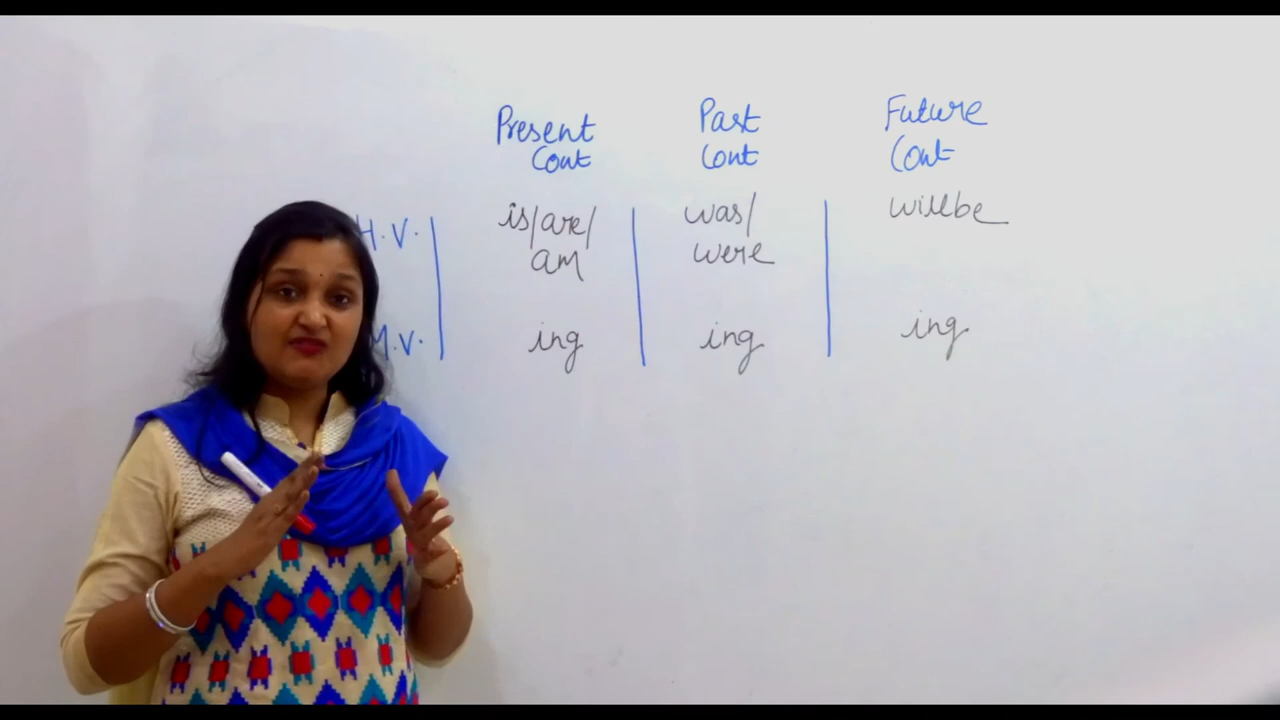 Present Past Future
Cont Cont Cont
H.V. is/are/ was/ willbe
am were
M.V. ing ing ing